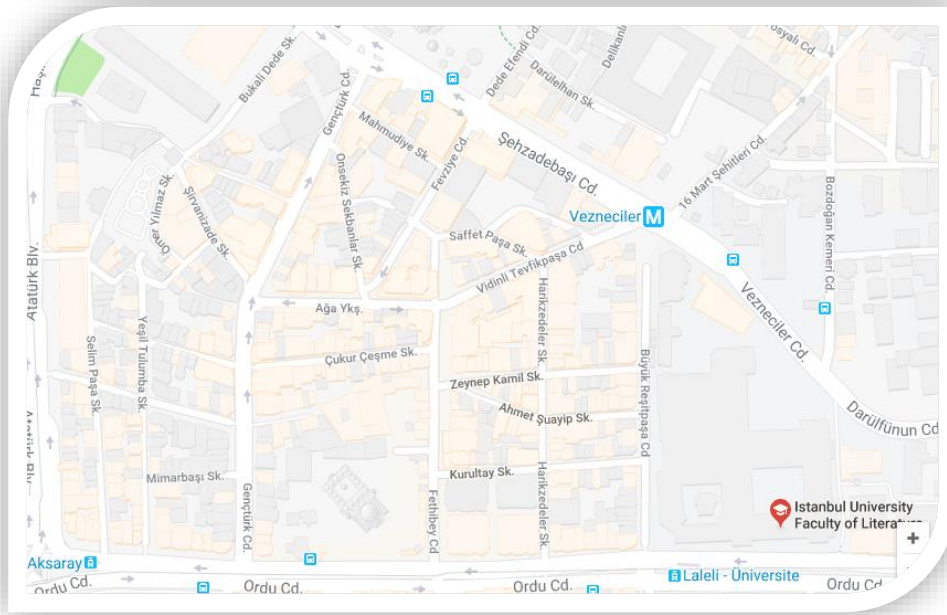 Haşi
Bukali Dede Sk.
Gençtürk Cd.
Dede Efendi Cd.
Delikanlı
Darülelhan Sk.
osyalı Cd.
Mahmudiye Sk.
Fevziye Cd.
Şehzadebaşı Cd.
16 Mart Şehitleri Cd.
Bozdoğan Kemeri Cd.
Onsekiz Sekbanlar Sk.
Ömer Yılmaz Sk.
Şirvanizade Sk.
Vezneciler M
Saffet Paşa Sk.
Vidinli Tevfikpaşa Cd
Atatürk Blv.
Ağa Ykş.
Harikzedeler Sk.
Vezneciler Cd.
Selim Paşa Sk
Yeşil Tulumba Sk.
Çukur Çeşme Sk.
Büyük Reşitpaşa Cd
Zeynep Kamil Sk.
Ahmet Şuayip Sk.
Darülfünun Cd
Mimarbaşı Sk.
Gençtürk Cd.
Kurultay Sk.
Fethibey Cd
Harikzedeler Sk.
Istanbul University
Faculty of Literature
+
Aksaray
Laleli - Üniversite
Ordu Cd.
Ordu Cd.
Ordu Cd.
Ordu Cd